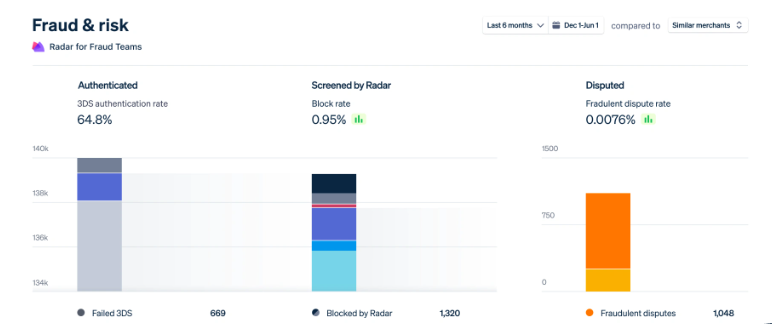 Fraud & risk
Last 6 months Dec 1-Jun 1 compared to Similar merchants
Radar for Fraud Teams
Authenticated Screened by Radar Disputed
3DS authentication rate Block rate Fradulent dispute rate
64.8% 0.95% 0.0076%
140k 1500
138k
750
136k
134k 0
Failed 3DS 669 Blocked by Radar 1,320 Fraudulent disputes 1,048